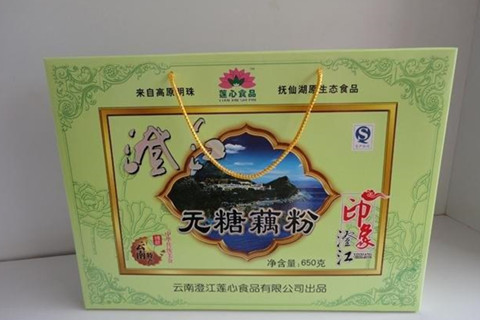 莲心食品
来自高原明珠
抚仙湖原生态食品
澄江
无糖藕粉
印象
澄江
云南
净含量:650克
云南澄江莲心食品有限公司出品